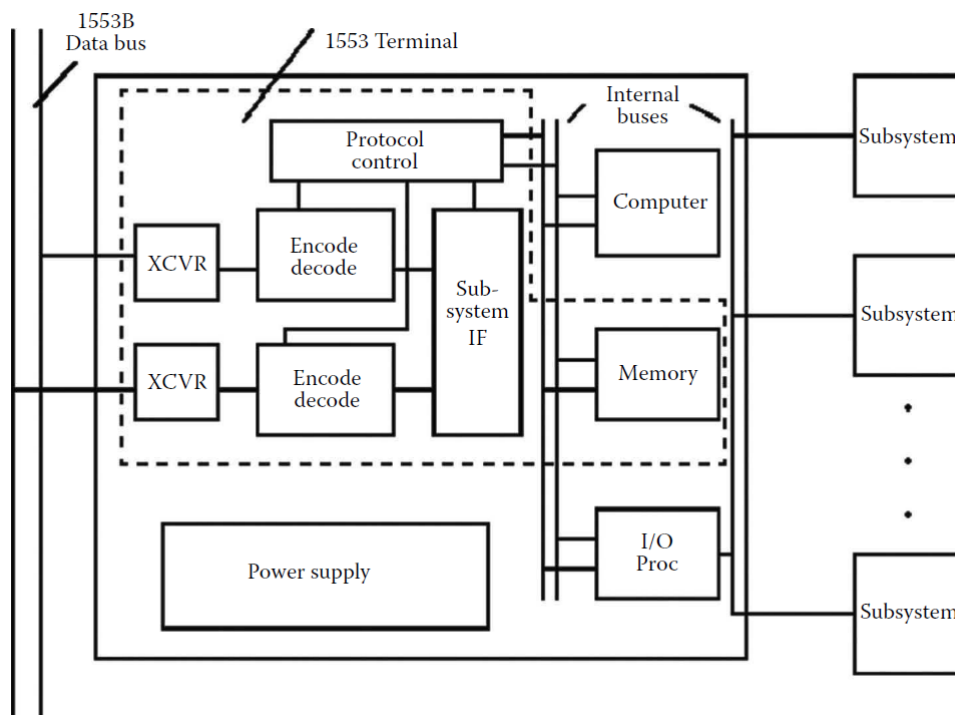 1553B
Data bus
1553 Terminal
Internal
buses
Protocol
control
Subsystem
Computer
XCVR
Encode
decode
Sub-
system
IF
Subsystem
XCVR
Encode
decode
Memory
Power supply
I/O
Proc
Subsystem